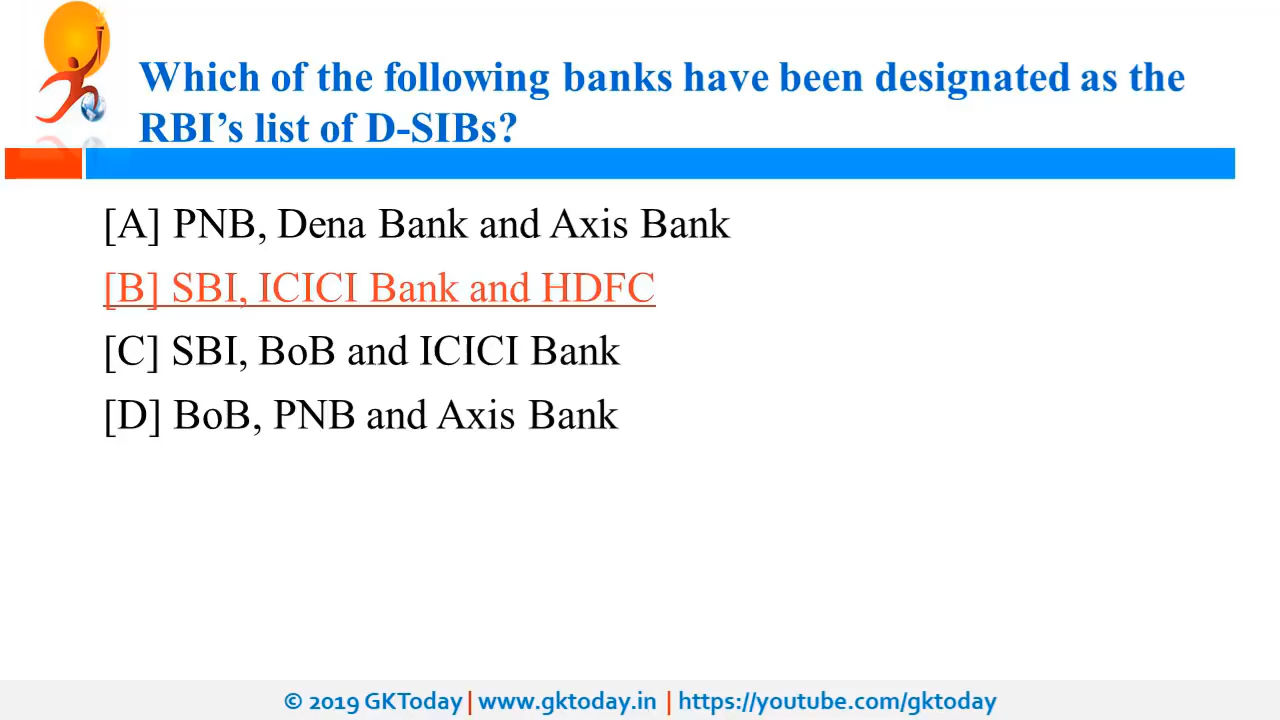 Which of the following banks have been designated as the
RBI’s list of D-SIBs?
[A] PNB, Dena Bank and Axis Bank
[B] SBI, ICICI Bank and HDFC
[C] SBI, BoB and ICICI Bank
[D] BoB, PNB and Axis Bank
© 2019 GKToday | www.gktoday.in | https://youtube.com/gktoday